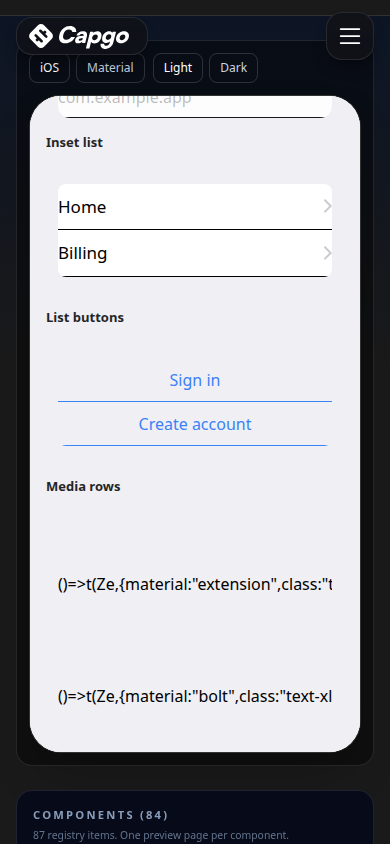 Capgo
iOS Material Light Dark
com.example.app
Inset list
Home
Billing
List buttons
Sign in
Create account
Media rows
()=>t(Ze,{material:"extension",class:"t
()=>t(Ze,{material:"bolt",class:"text-xl
COMPONENTS (84)
87 registry items. One preview page per component.